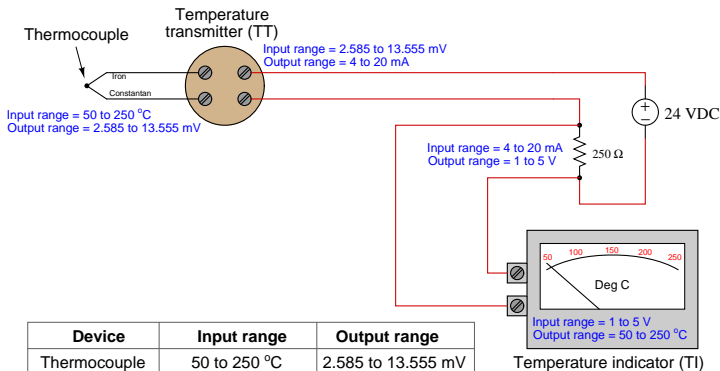 Temperature
transmitter (TT)
Thermocouple
Input range = 2.585 to 13.555 mV
Output range = 4 to 20 mA
Iron
Constantan
Input range = 50 to 250 °C
Output range = 2.585 to 13.555 mV
+
−
24 VDC
Input range = 4 to 20 mA
Output range = 1 to 5 V
250 Ω
50 100 150 200 250
Deg C
Input range = 1 to 5 V
Output range = 50 to 250 °C
Temperature indicator (TI)
Device Input range Output range
Thermocouple 50 to 250 °C 2.585 to 13.555 mV